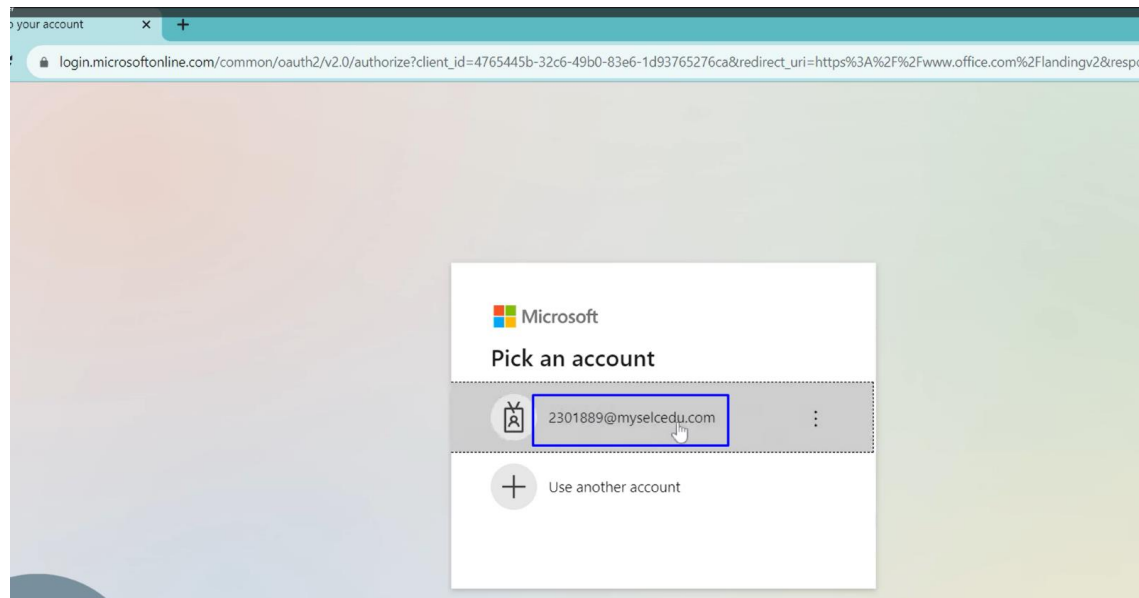 your account × +
login.microsoftonline.com/common/oauth2/v2.0/authorize?client_id=4765445b-32c6-49b0-83e6-1d93765276ca&redirect_uri=https%3A%2F%2Fwww.office.com%2Flandingv2&respo
Microsoft
Pick an account
2301889@myselcedu.com
Use another account